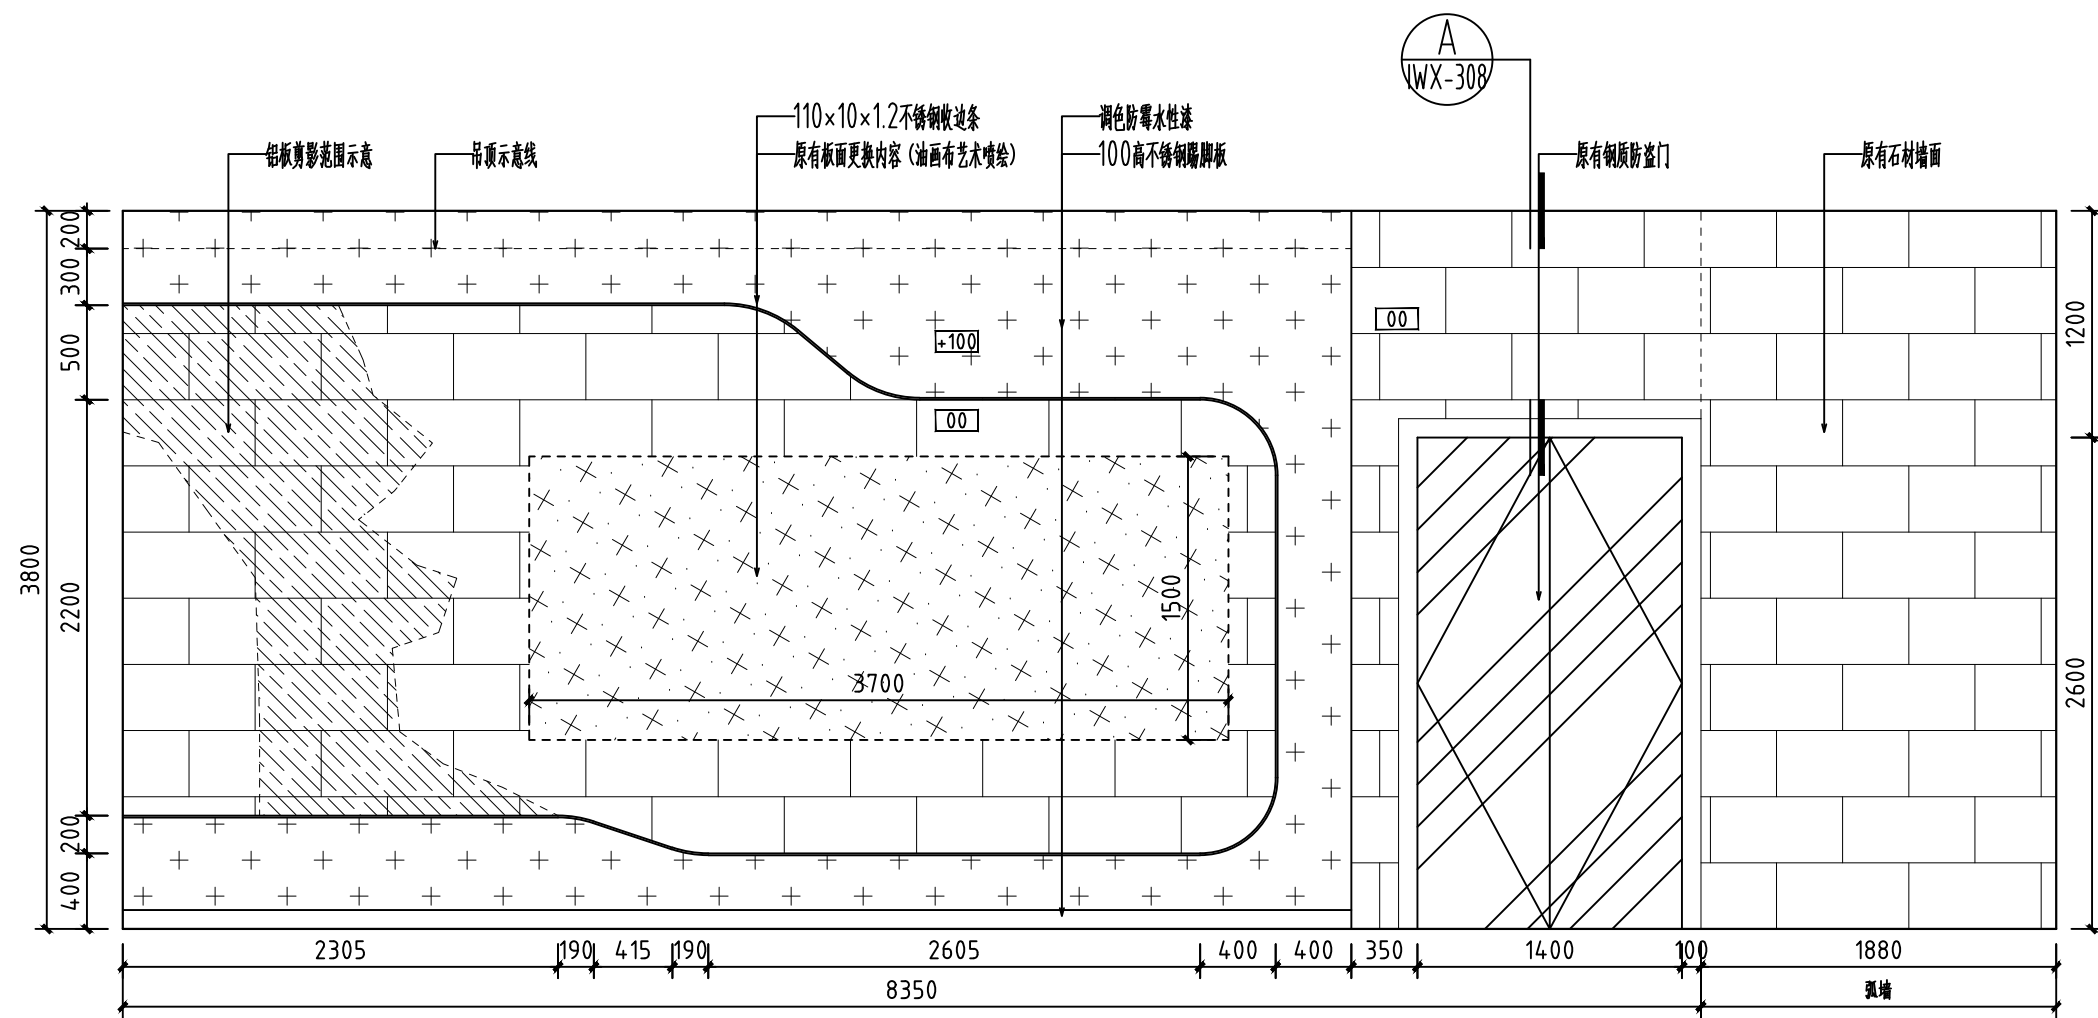 A
IWX-308
110×10×1.2不锈钢收边条
调色防霉水性漆
铝板剪影范围示意
吊顶示意线
原有板面更换内容（油画布艺术喷绘）
100高不锈钢踢脚板
原有钢质防盗门
原有石材墙面
200
300
500
2200
200
400
3800
+100
00
00
1500
3700
1200
2600
2305
190
415
190
2605
400
400
350
1400
100
1880
8350
弧墙